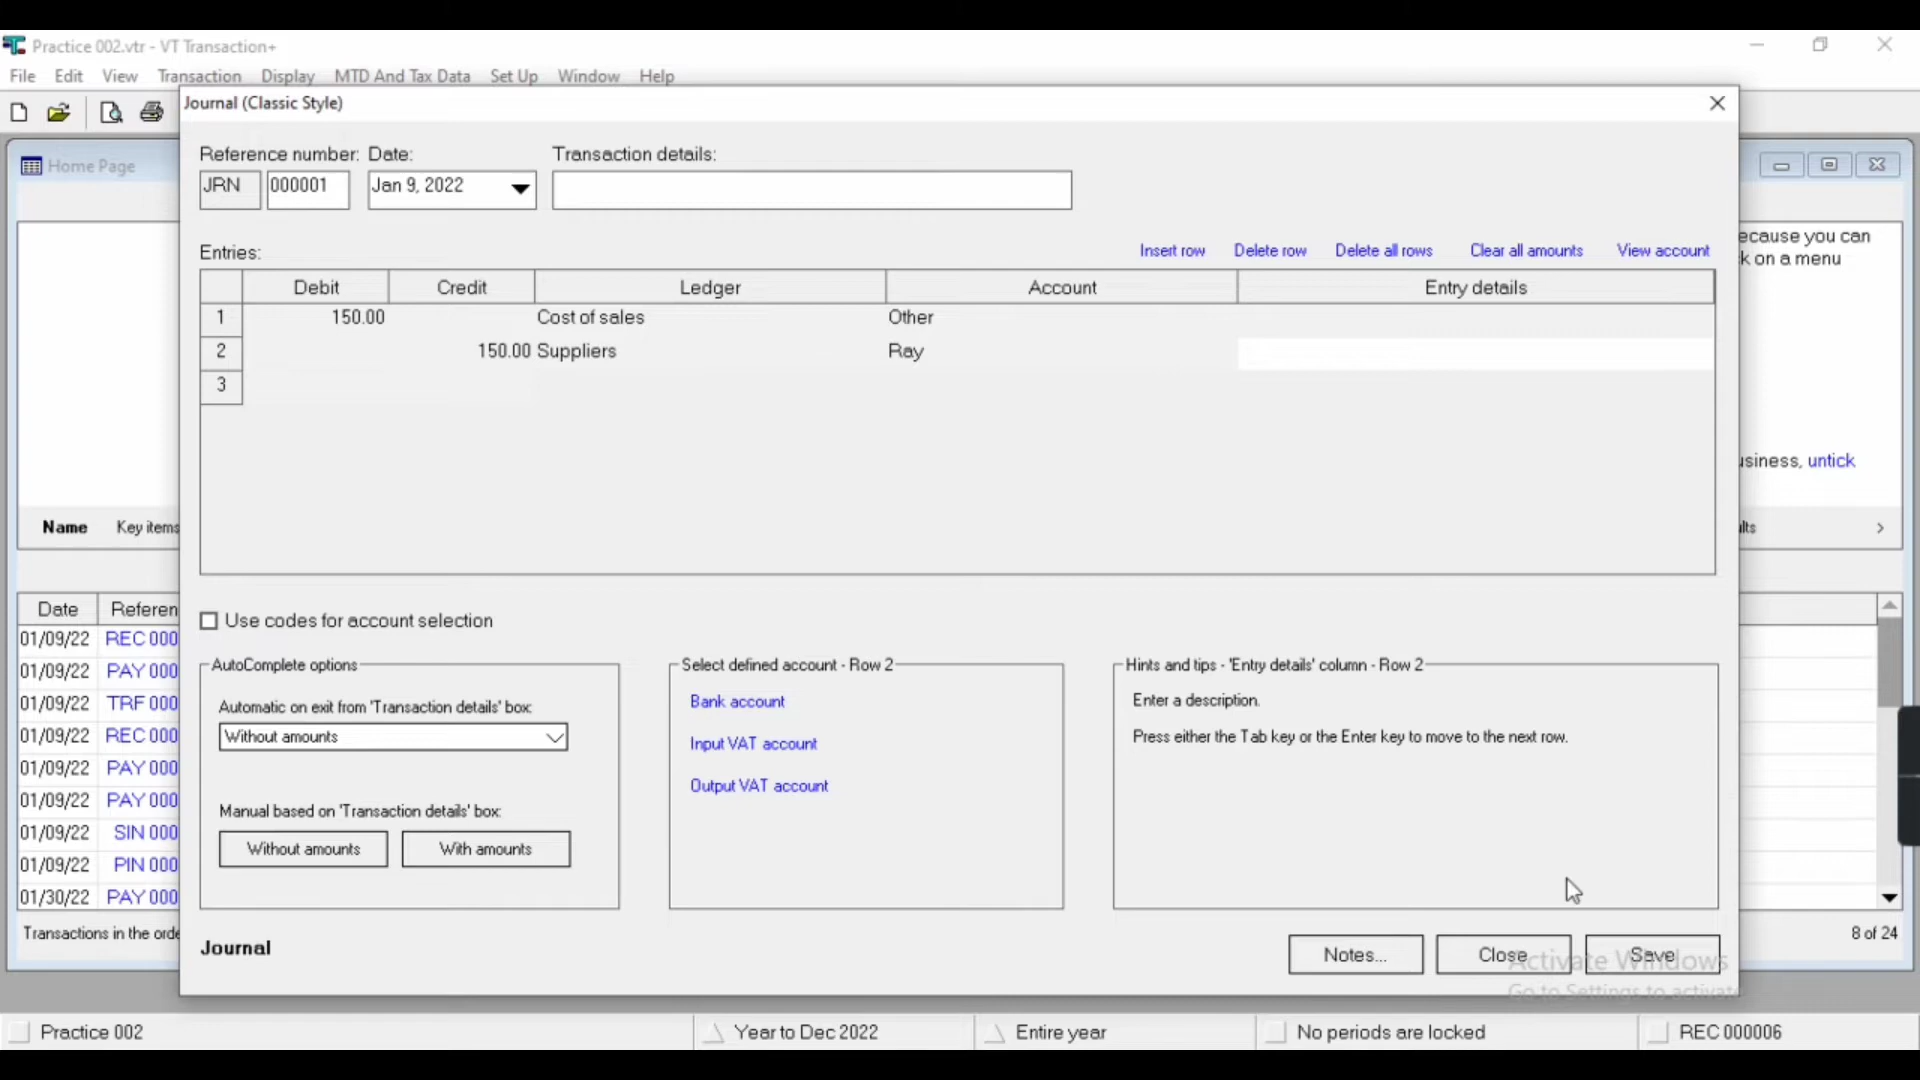 Practice 002.vtr - VT Transaction+
File Edit View Transaction Display MTD And Tax Data Set Up Window Help
Journal (Classic Style)
Home Page
Reference number: Date: Transaction details:
JRN 000001 Jan 9, 2022
Entries: Insert row Delete row Delete all rows Clear all amounts View account
Debit Credit Ledger Account Entry details
1 150.00 Cost of sales Other
2 150.00 Suppliers Ray
3
ecause you can
k on a menu
usiness, untick
Name Key items
lts
Use codes for account selection
AutoComplete options
Automatic on exit from 'Transaction details' box:
Without amounts
Manual based on 'Transaction details' box:
Without amounts With amounts
Select defined account - Row 2
Bank account
Input VAT account
Output VAT account
Hints and tips - 'Entry details' column - Row 2
Enter a description.
Press either the Tab key or the Enter key to move to the next row.
Date Referen
01/09/22 REC 000
01/09/22 PAY 000
01/09/22 TRF 000
01/09/22 REC 000
01/09/22 PAY 000
01/09/22 PAY 000
01/09/22 SIN 000
01/09/22 PIN 000
01/30/22 PAY 000
Transactions in the orde
8 of 24
Journal
Notes... Close Save
Activate Windows
Go to Settings to activate
Practice 002 Year to Dec 2022 Entire year No periods are locked REC 000006